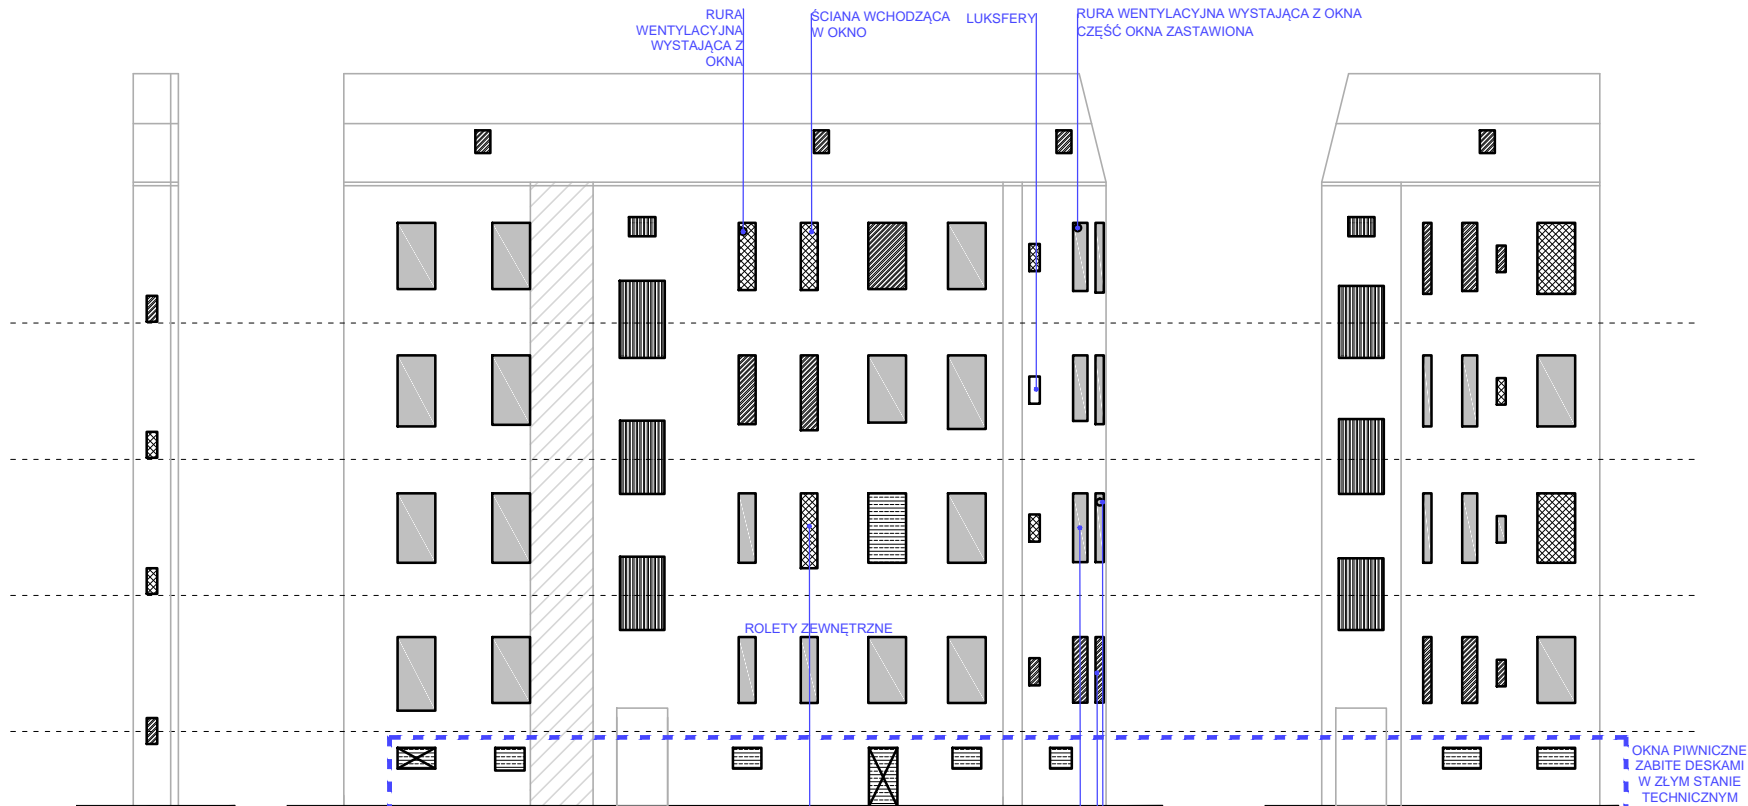 RURA
WENTYLACYJNA
WYSTAJĄCA Z
OKNA
ŚCIANA WCHODZĄCA
W OKNO
LUKSFERY
RURA WENTYLACYJNA WYSTAJĄCA Z OKNA
CZĘŚĆ OKNA ZASTAWIONA
ROLETY ZEWNĘTRZNE
OKNA PIWNICZNE
ZABITE DESKAMI
W ZŁYM STANIE
TECHNICZNYM